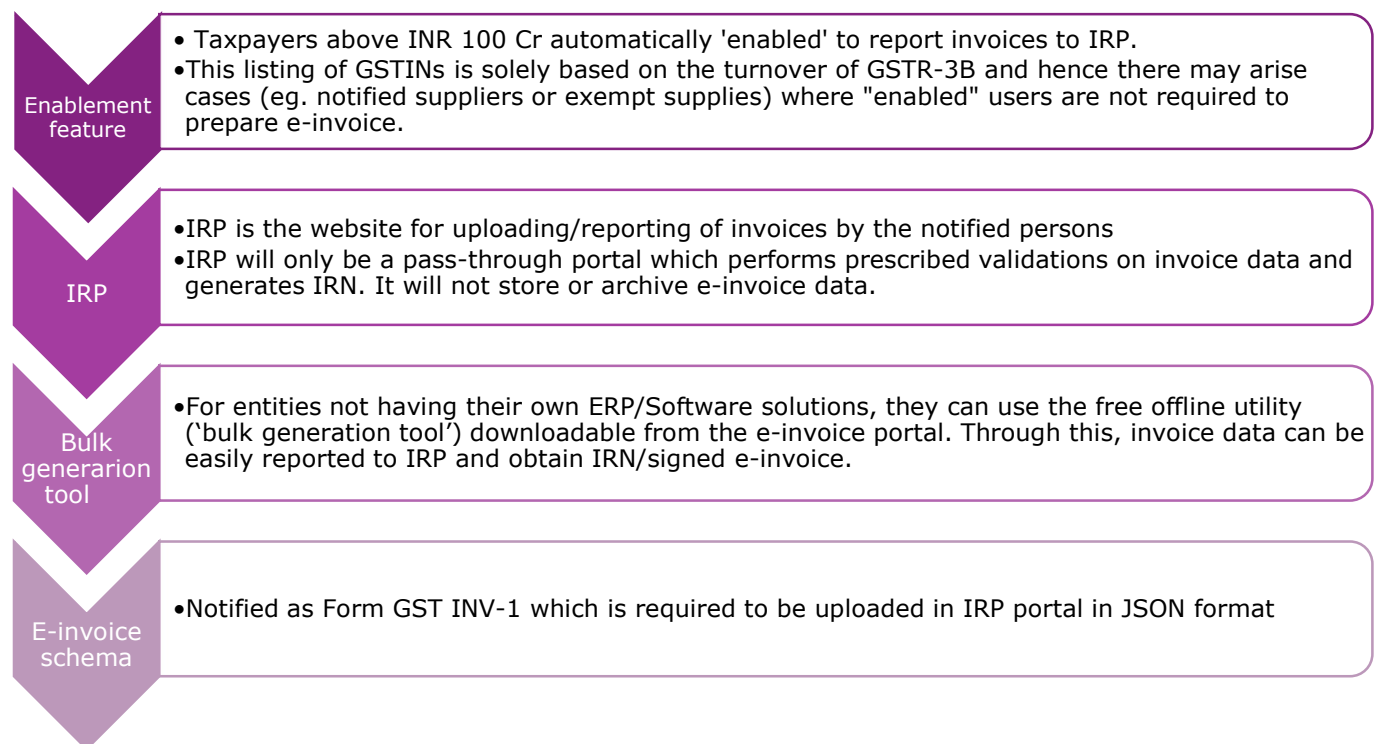 Enablement
feature
• Taxpayers above INR 100 Cr automatically 'enabled' to report invoices to IRP.
•This listing of GSTINs is solely based on the turnover of GSTR-3B and hence there may arise
cases (eg. notified suppliers or exempt supplies) where "enabled" users are not required to
prepare e-invoice.
IRP
•IRP is the website for uploading/reporting of invoices by the notified persons
•IRP will only be a pass-through portal which performs prescribed validations on invoice data and
generates IRN. It will not store or archive e-invoice data.
Bulk
generarion
tool
•For entities not having their own ERP/Software solutions, they can use the free offline utility
(‘bulk generation tool’) downloadable from the e-invoice portal. Through this, invoice data can be
easily reported to IRP and obtain IRN/signed e-invoice.
E-invoice
schema
•Notified as Form GST INV-1 which is required to be uploaded in IRP portal in JSON format